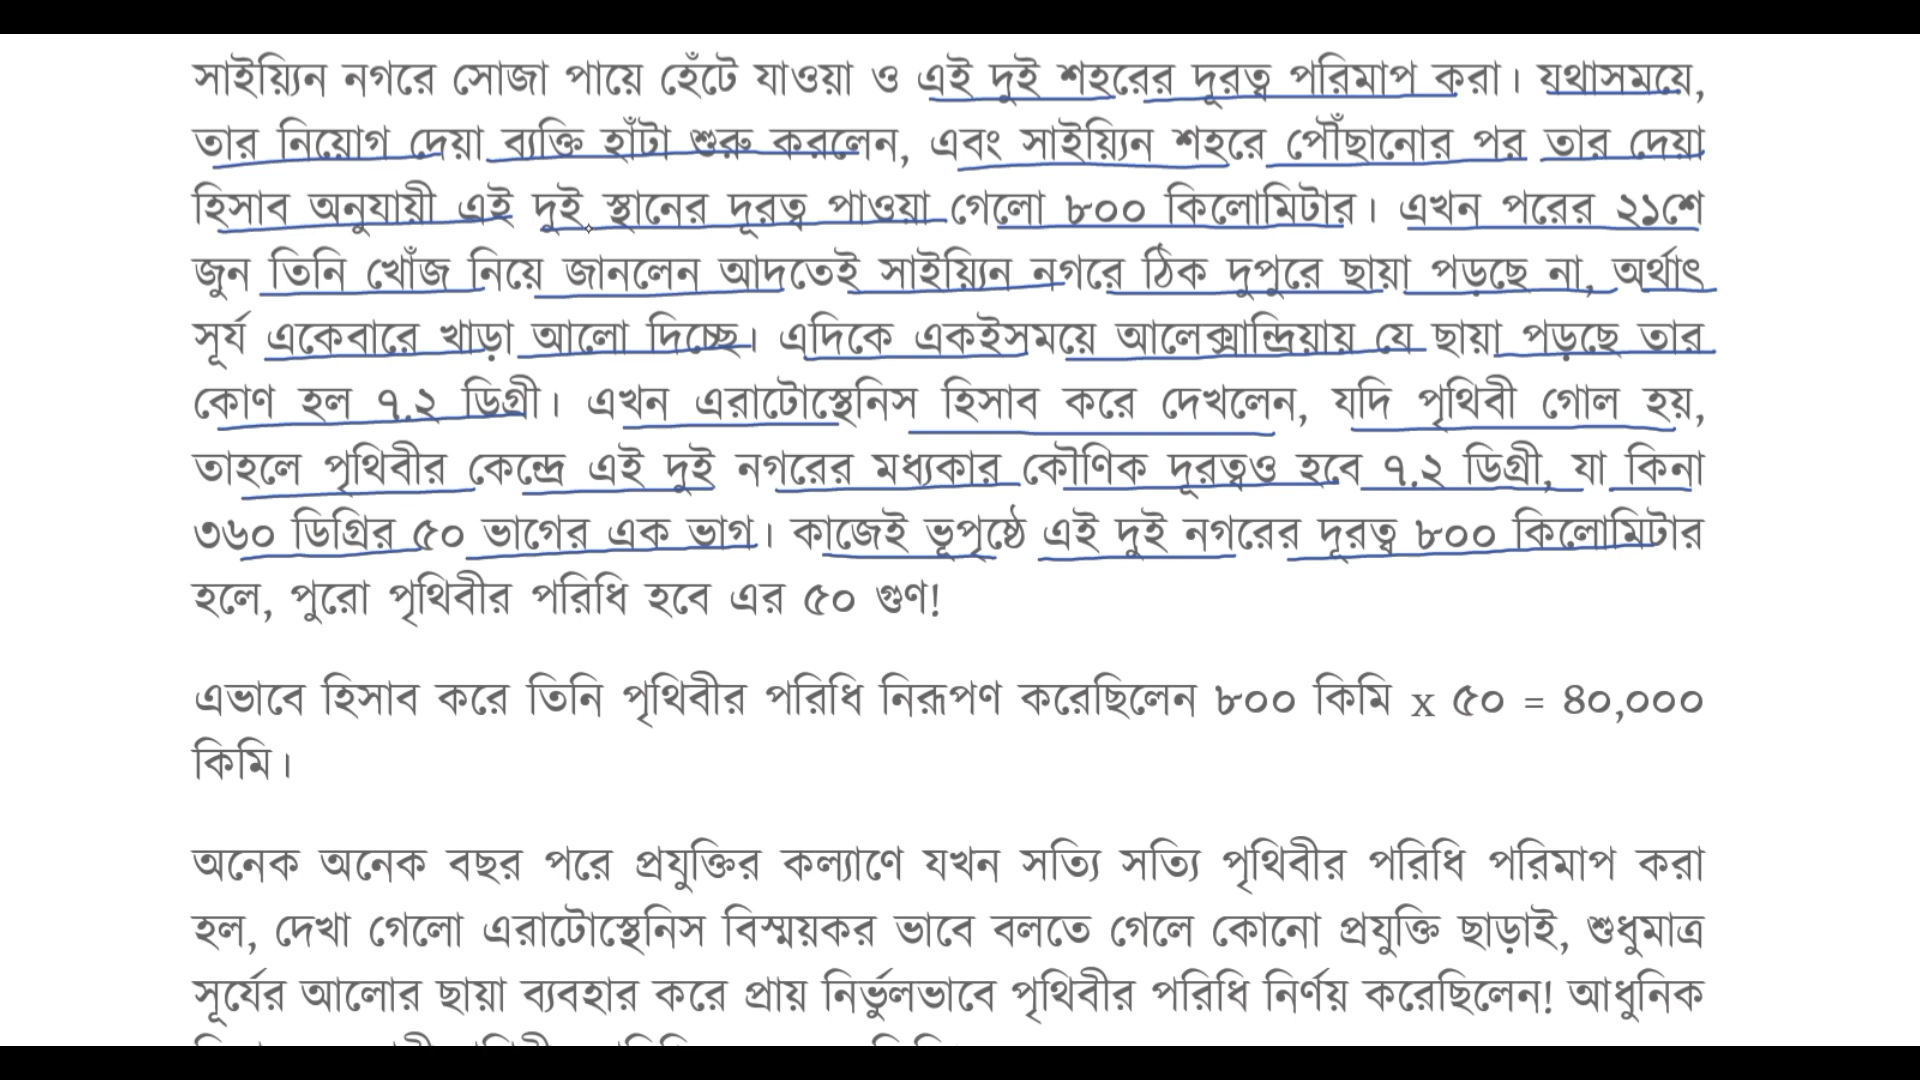 সাইয়্যিন নগরে সোজা পায়ে হেঁটে যাওয়া ও এই দুই শহরের দূরত্ব পরিমাপ করা। যথাসময়ে,
তার নিয়োগ দেয়া ব্যক্তি হাঁটা শুরু করলেন, এবং সাইয়্যিন শহরে পৌঁছানোর পর তার দেয়া
হিসাব অনুযায়ী এই দুই স্থানের দূরত্ব পাওয়া গেলো ৮০০ কিলোমিটার। এখন পরের ২১শে
জুন তিনি খোঁজ নিয়ে জানলেন আদতেই সাইয়্যিন নগরে ঠিক দুপুরে ছায়া পড়ছে না, অর্থাৎ
সূর্য একেবারে খাড়া আলো দিচ্ছে। এদিকে একইসময়ে আলেক্সান্দ্রিয়ায় যে ছায়া পড়ছে তার
কোণ হল ৭.২ ডিগ্রী। এখন এরাটোস্থেনিস হিসাব করে দেখলেন, যদি পৃথিবী গোল হয়,
তাহলে পৃথিবীর কেন্দ্রে এই দুই নগরের মধ্যকার কৌণিক দূরত্বও হবে ৭.২ ডিগ্রী, যা কিনা
৩৬০ ডিগ্রির ৫০ ভাগের এক ভাগ। কাজেই ভূপৃষ্ঠে এই দুই নগরের দূরত্ব ৮০০ কিলোমিটার
হলে, পুরো পৃথিবীর পরিধি হবে এর ৫০ গুণ!
এভাবে হিসাব করে তিনি পৃথিবীর পরিধি নিরূপণ করেছিলেন ৮০০ কিমি x ৫০ = ৪০,০০০
কিমি।
অনেক অনেক বছর পরে প্রযুক্তির কল্যাণে যখন সত্যি সত্যি পৃথিবীর পরিধি পরিমাপ করা
হল, দেখা গেলো এরাটোস্থেনিস বিস্ময়কর ভাবে বলতে গেলে কোনো প্রযুক্তি ছাড়াই, শুধুমাত্র
সূর্যের আলোর ছায়া ব্যবহার করে প্রায় নির্ভুলভাবে পৃথিবীর পরিধি নির্ণয় করেছিলেন! আধুনিক